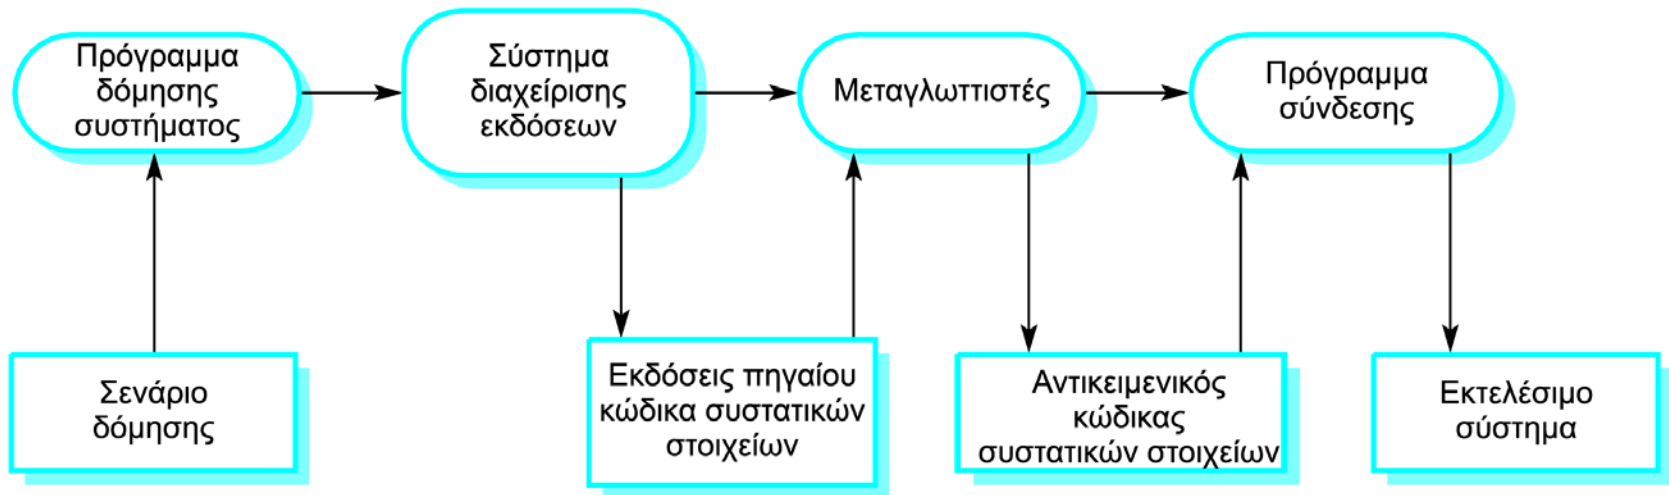 Πρόγραμμα
δόμησης
συστήματος
Σύστημα
διαχείρισης
εκδόσεων
Μεταγλωττιστές
Πρόγραμμα
σύνδεσης
Σενάριο
δόμησης
Εκδόσεις πηγαίου
κώδικα συστατικών
στοιχείων
Αντικειμενικός
κώδικας
συστατικών στοιχείων
Εκτελέσιμο
σύστημα